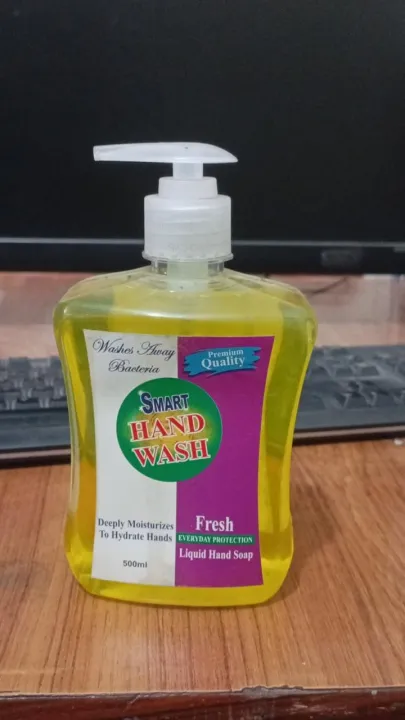 Washes Away
Bacteria
Premium
Quality
SMART
HAND
WASH
Deeply Moisturizes
To Hydrate Hands
500ml
Fresh
EVERYDAY PROTECTION
Liquid Hand Soap